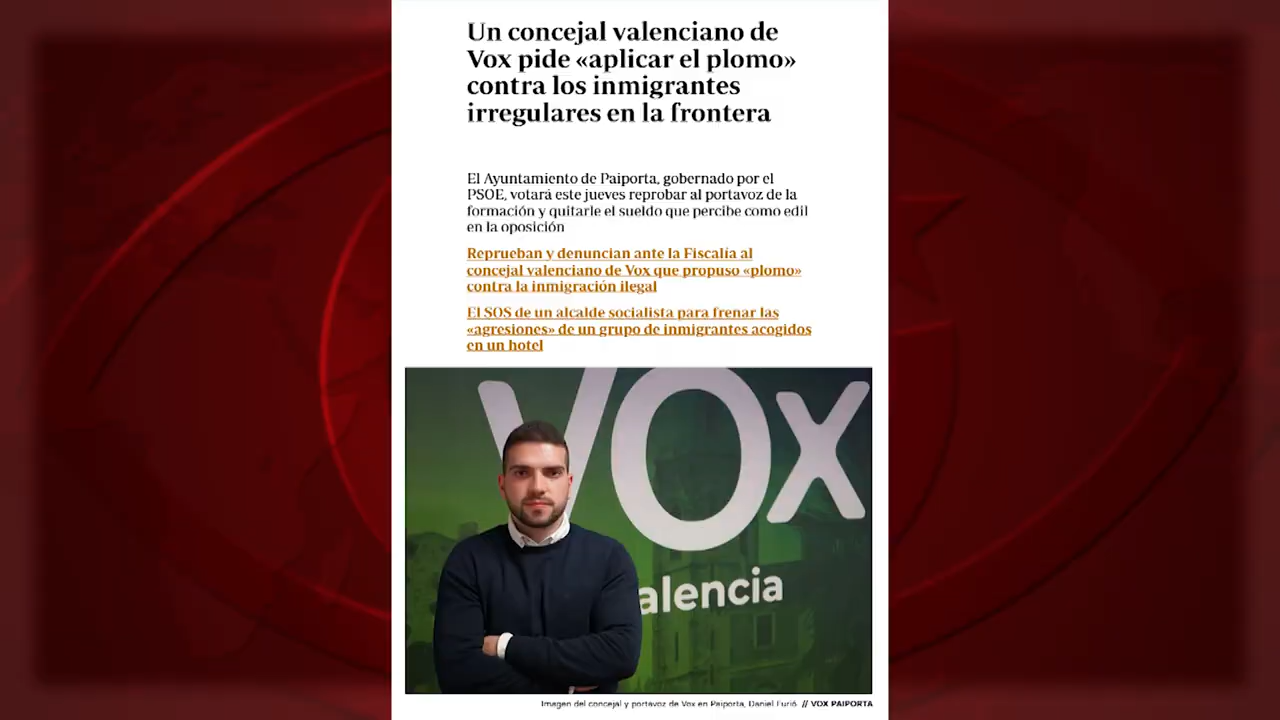 Un concejal valenciano de
Vox pide «aplicar el plomo»
contra los inmigrantes
irregulares en la frontera
El Ayuntamiento de Paiporta, gobernado por el
PSOE, votará este jueves reprobar al portavoz de la
formación y quitarle el sueldo que percibe como edil
en la oposición
Reprueban y denuncian ante la Fiscalía al
concejal valenciano de Vox que propuso «plomo»
contra la inmigración ilegal
El SOS de un alcalde socialista para frenar las
«agresiones» de un grupo de inmigrantes acogidos
en un hotel
VOX
alencia
Imagen del concejal y portavoz de Vox en Paiporta, Daniel Furió // VOX PAIPORTA